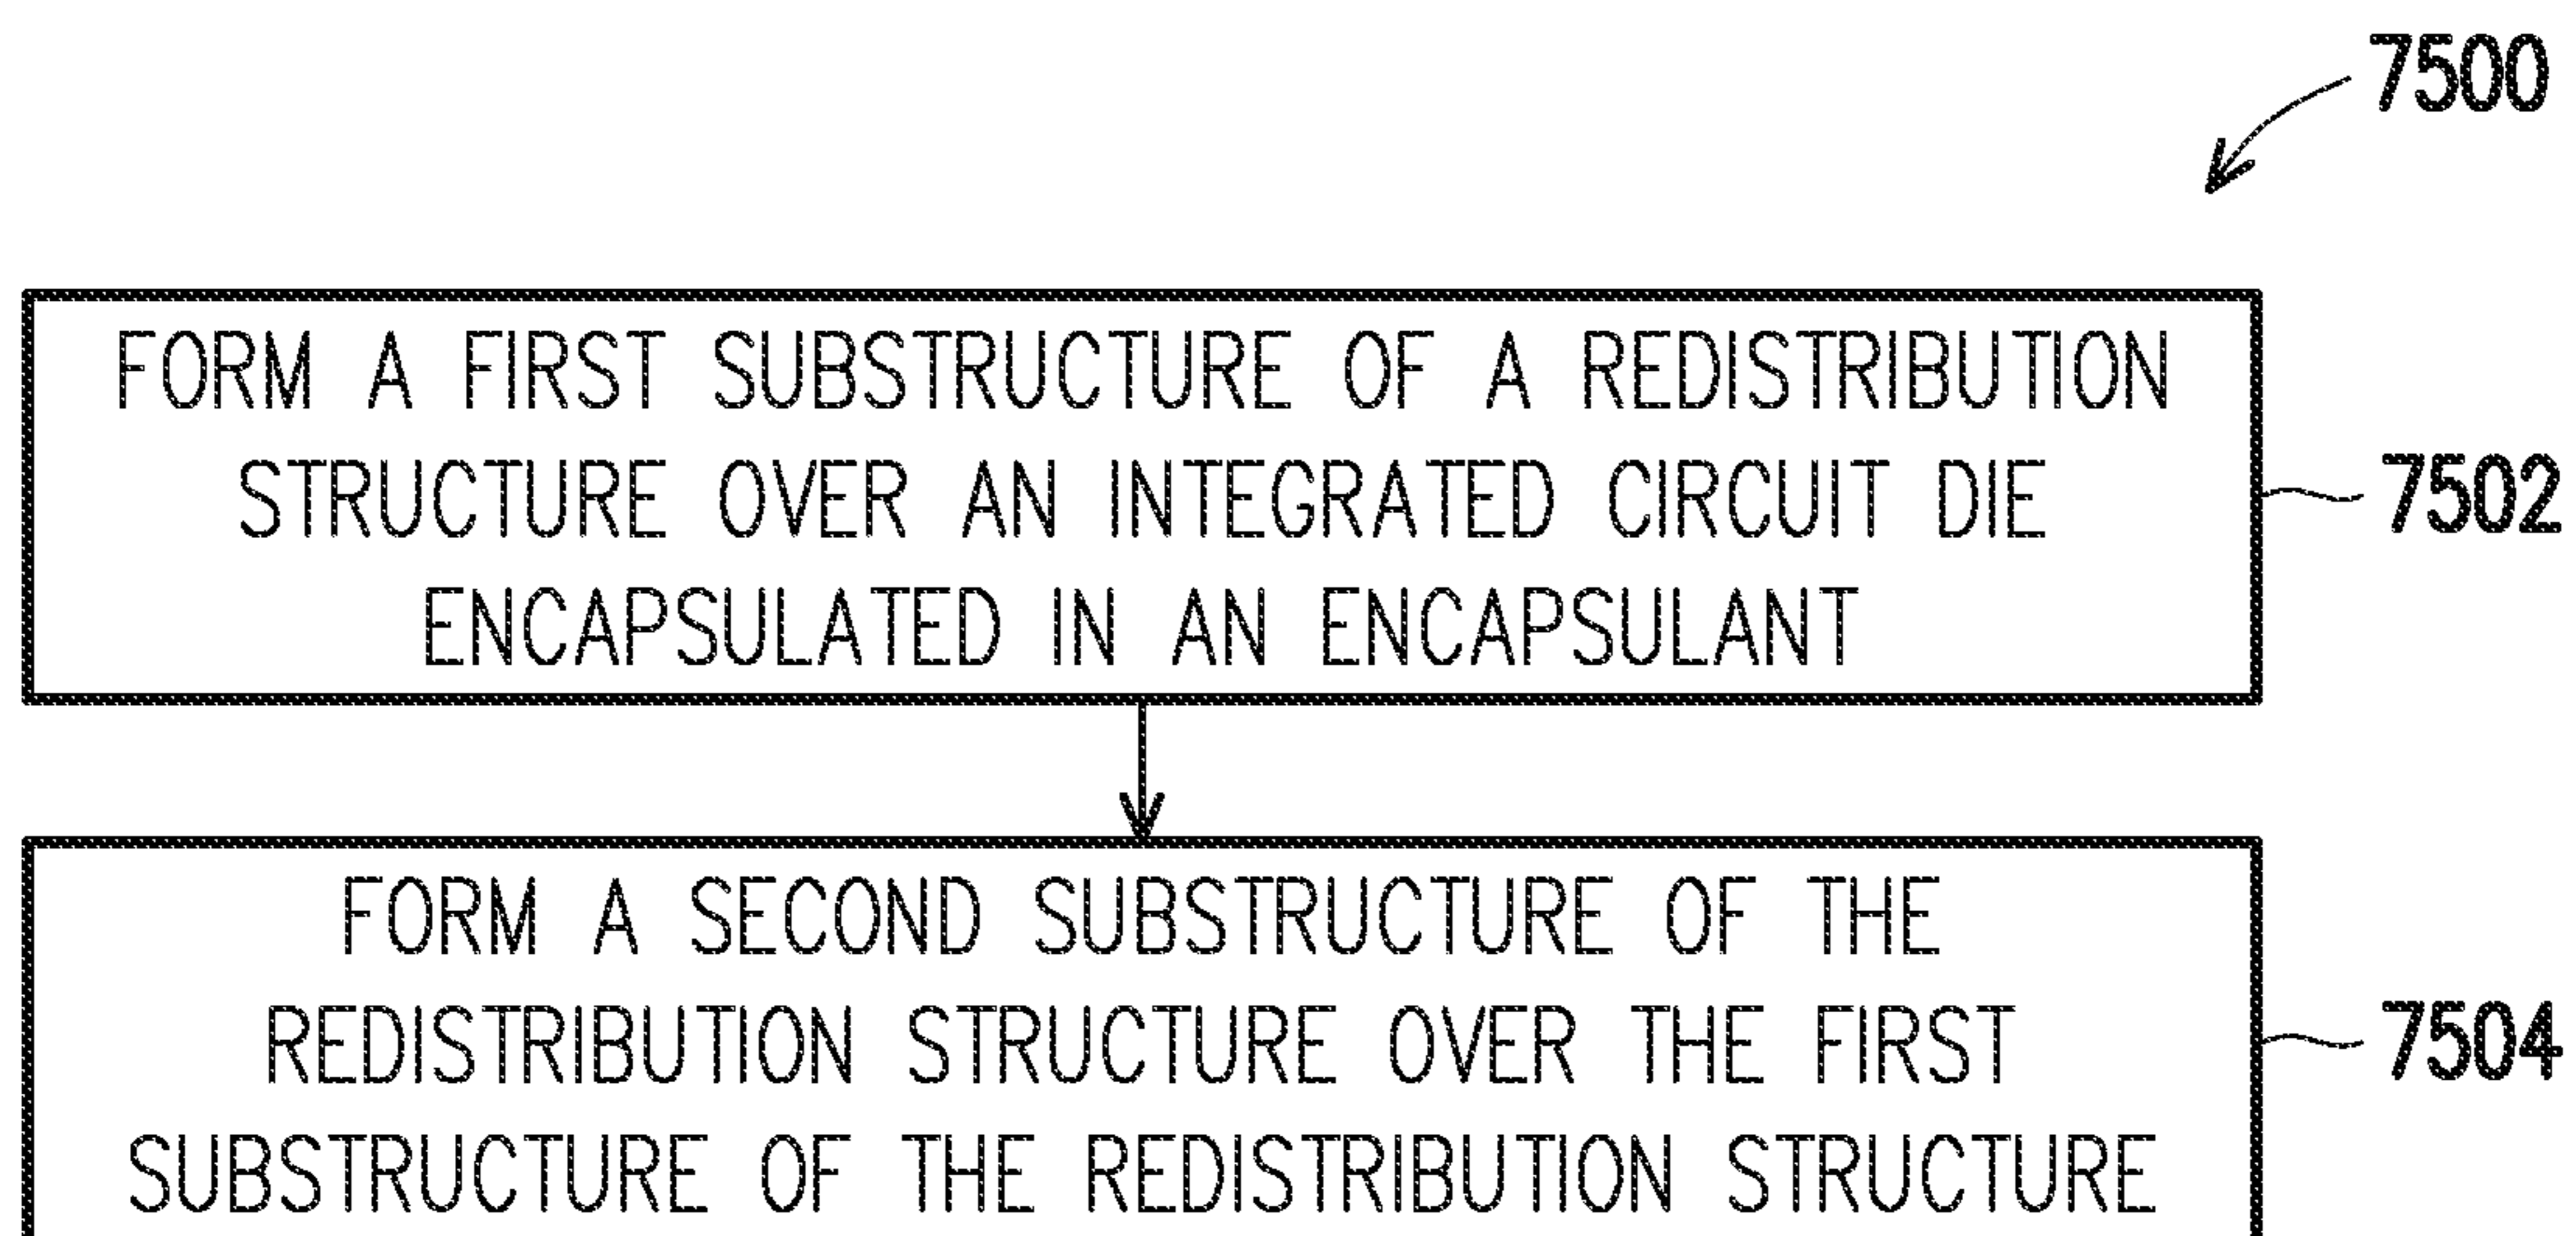 7500
FORM A FIRST SUBSTRUCTURE OF A REDISTRIBUTION
STRUCTURE OVER AN INTEGRATED CIRCUIT DIE
ENCAPSULATED IN AN ENCAPSULANT
7502
FORM A SECOND SUBSTRUCTURE OF THE
REDISTRIBUTION STRUCTURE OVER THE FIRST
SUBSTRUCTURE OF THE REDISTRIBUTION STRUCTURE
7504